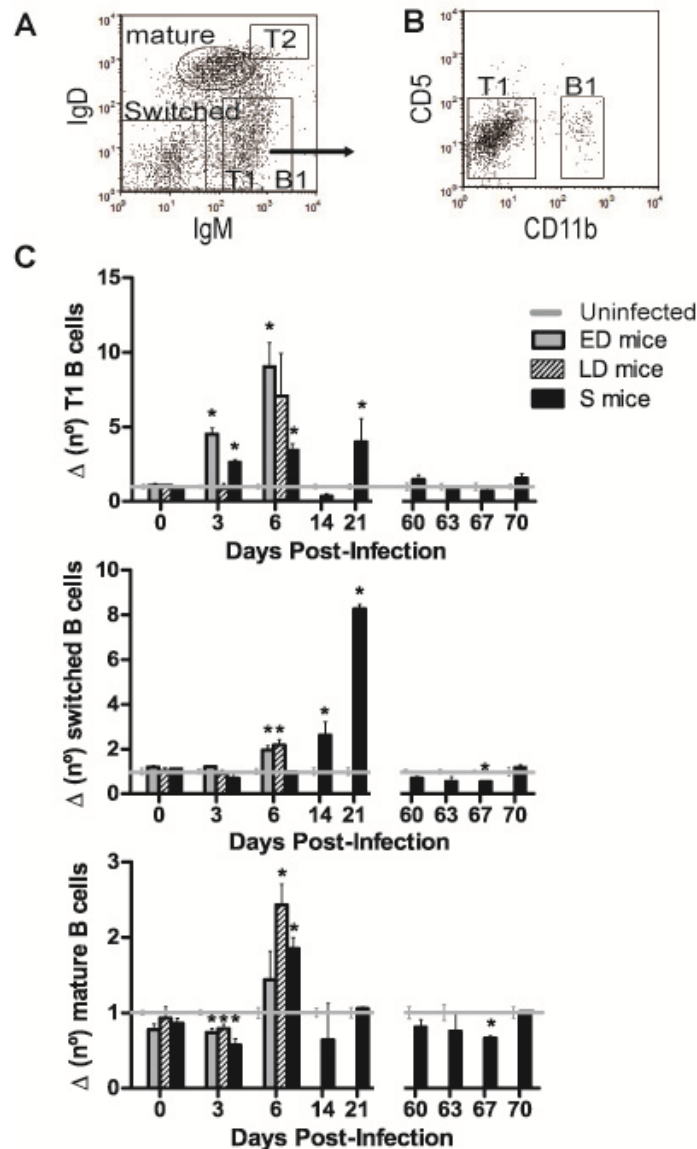 A
mature
T2
Switched
T1
B1
IgD
10⁴
10³
10²
10¹
10⁰
10⁰ 10¹ 10² 10³ 10⁴
IgM
B
T1
B1
CD5
10⁴
10³
10²
10¹
10⁰
10⁰ 10¹ 10² 10³ 10⁴
CD11b
C
Δ (nº) T1 B cells
15
10
5
0
* * * * *
0 3 6 14 21 60 63 67 70
Days Post-Infection
Uninfected
ED mice
LD mice
S mice
Δ (nº) switched B cells
10
8
6
4
2
0
** * * *
0 3 6 14 21 60 63 67 70
Days Post-Infection
Δ (nº) mature B cells
3
2
1
0
*** * * *
0 3 6 14 21 60 63 67 70
Days Post-Infection